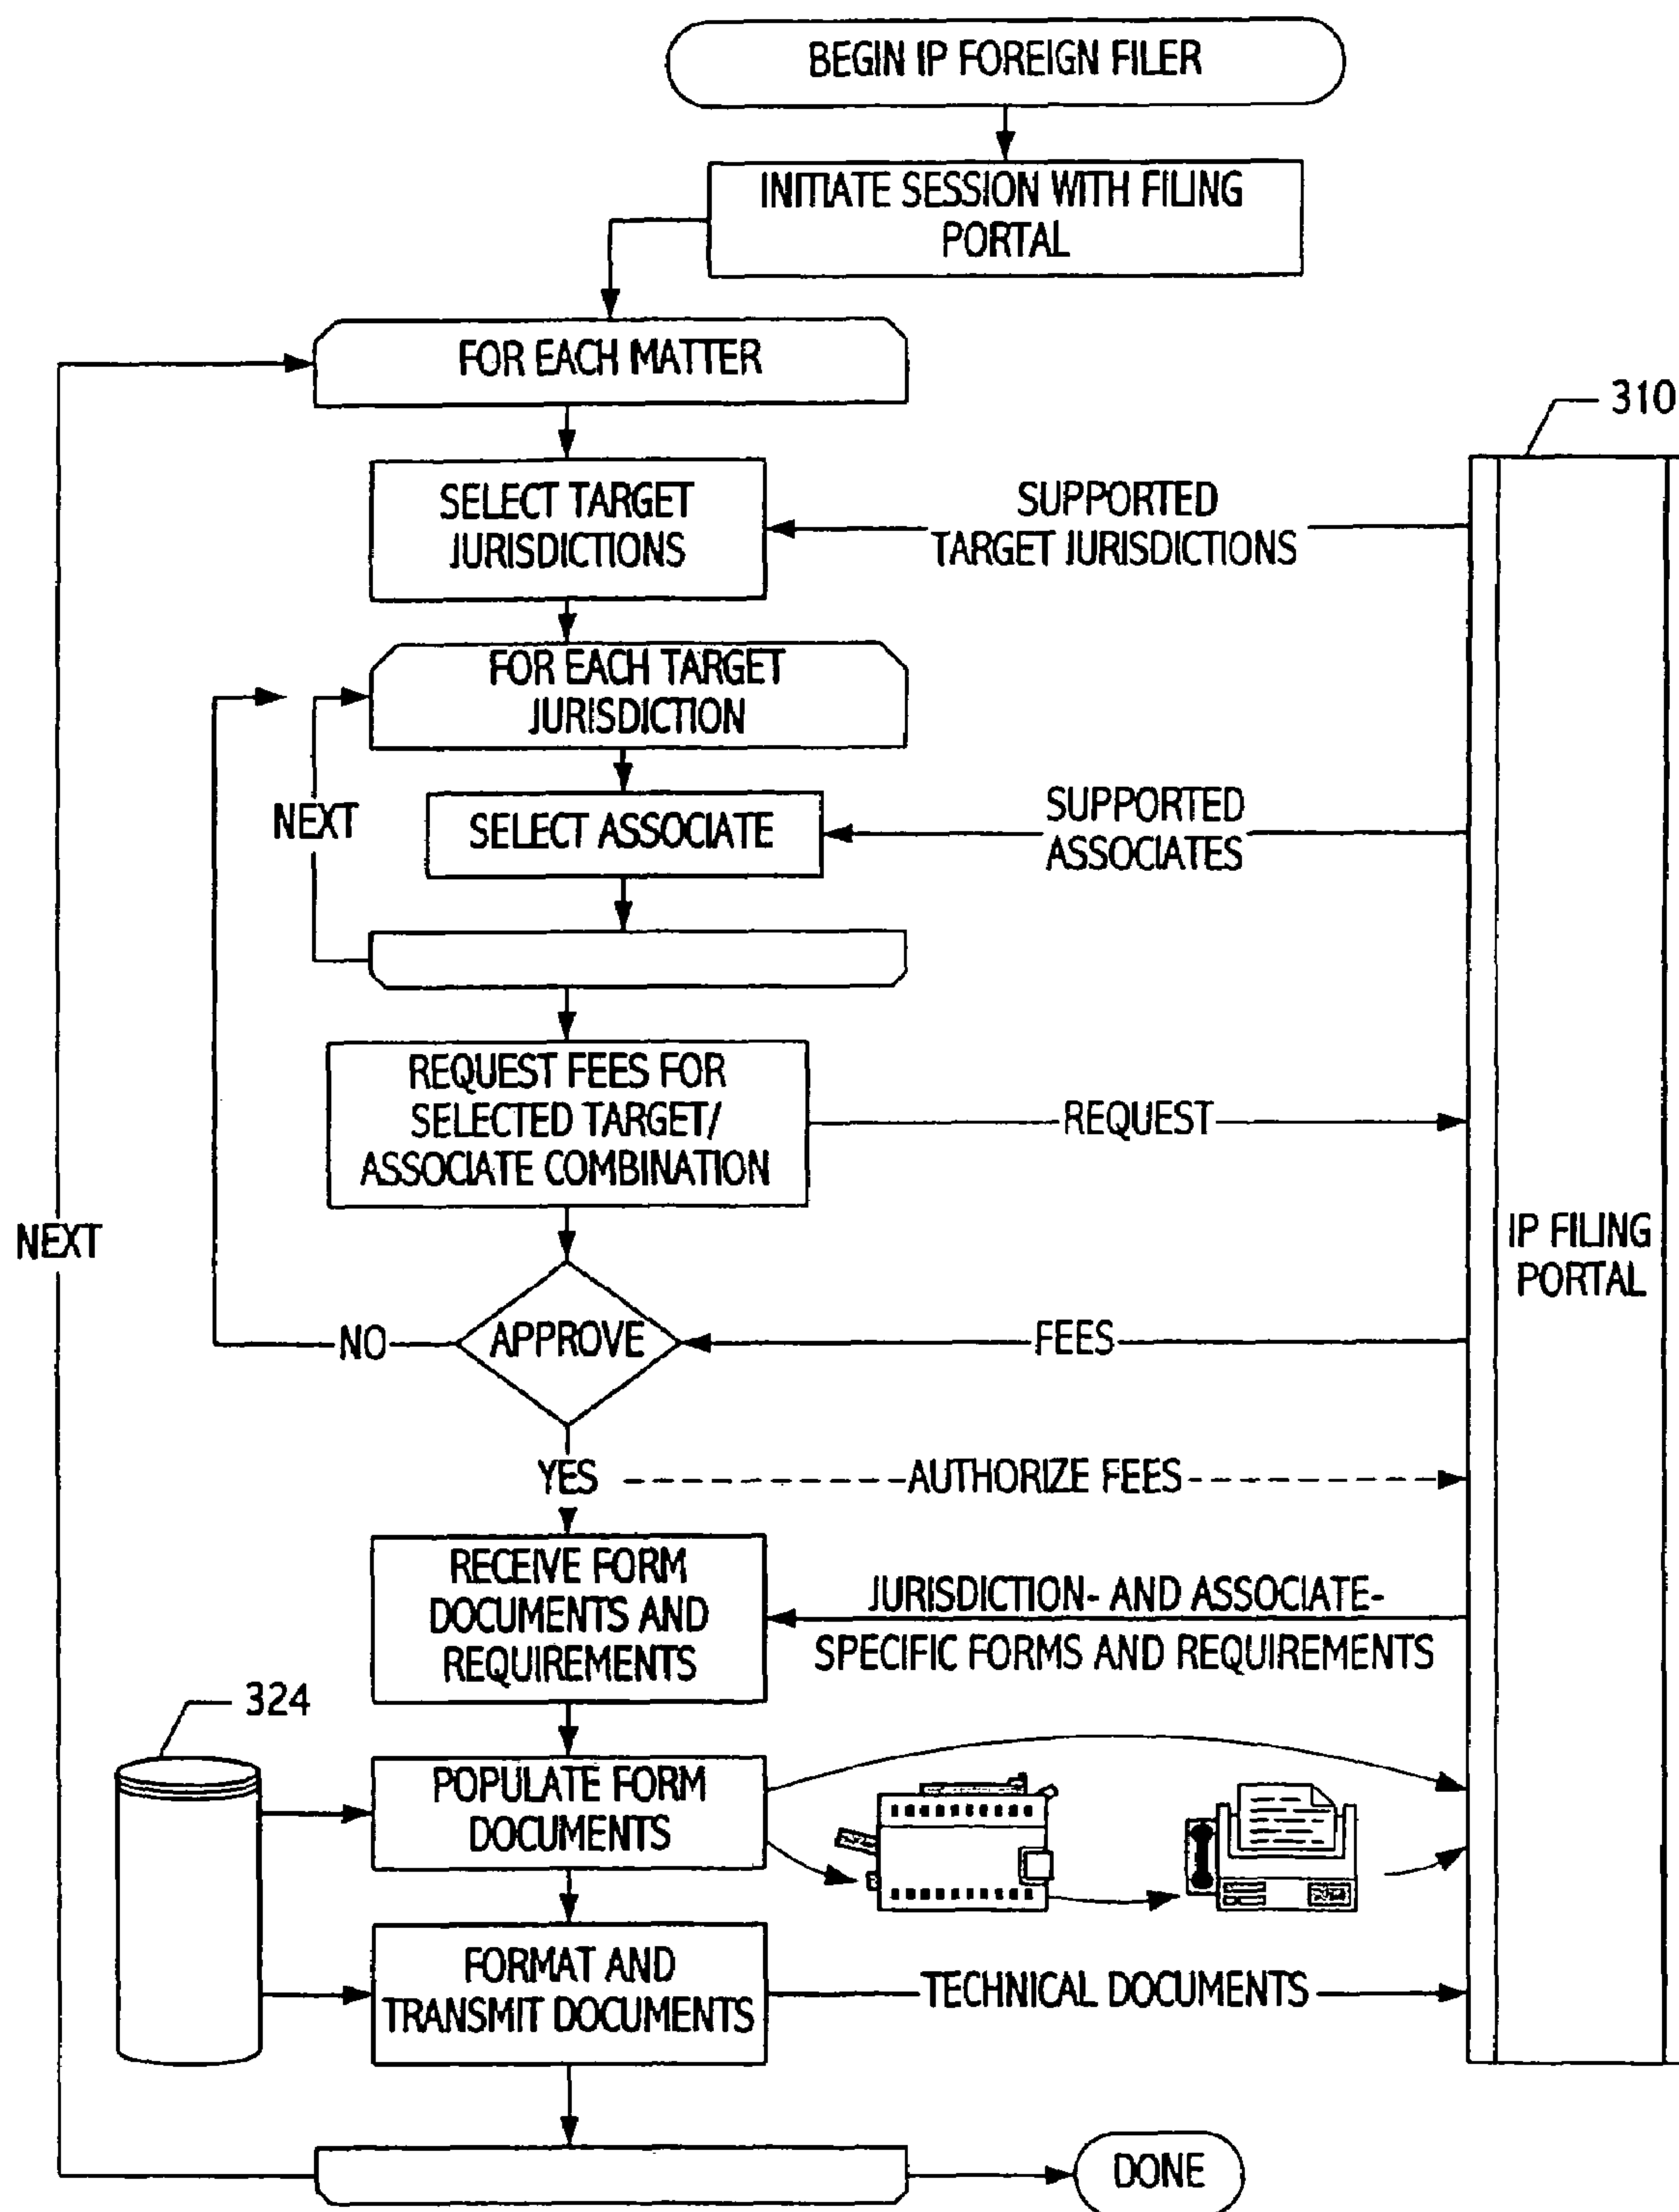 BEGIN IP FOREIGN FILER
INITIATE SESSION WITH FILING
PORTAL
FOR EACH MATTER
310
SELECT TARGET
JURISDICTIONS
SUPPORTED
TARGET JURISDICTIONS
FOR EACH TARGET
JURISDICTION
NEXT
SELECT ASSOCIATE
SUPPORTED
ASSOCIATES
REQUEST FEES FOR
SELECTED TARGET/
ASSOCIATE COMBINATION
REQUEST
NEXT
IP FILING
PORTAL
NO
APPROVE
FEES
YES
AUTHORIZE FEES
RECEIVE FORM
DOCUMENTS AND
REQUIREMENTS
JURISDICTION- AND ASSOCIATE-
SPECIFIC FORMS AND REQUIREMENTS
324
POPULATE FORM
DOCUMENTS
FORMAT AND
TRANSMIT DOCUMENTS
TECHNICAL DOCUMENTS
DONE